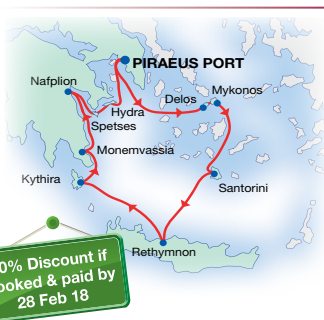 PIRAEUS PORT
Nafplion
Mykonos
Delos
Hydra
Spetses
Monemvassia
Kythira
Santorini
Rethymnon
0% Discount if
ooked & paid by
28 Feb 18